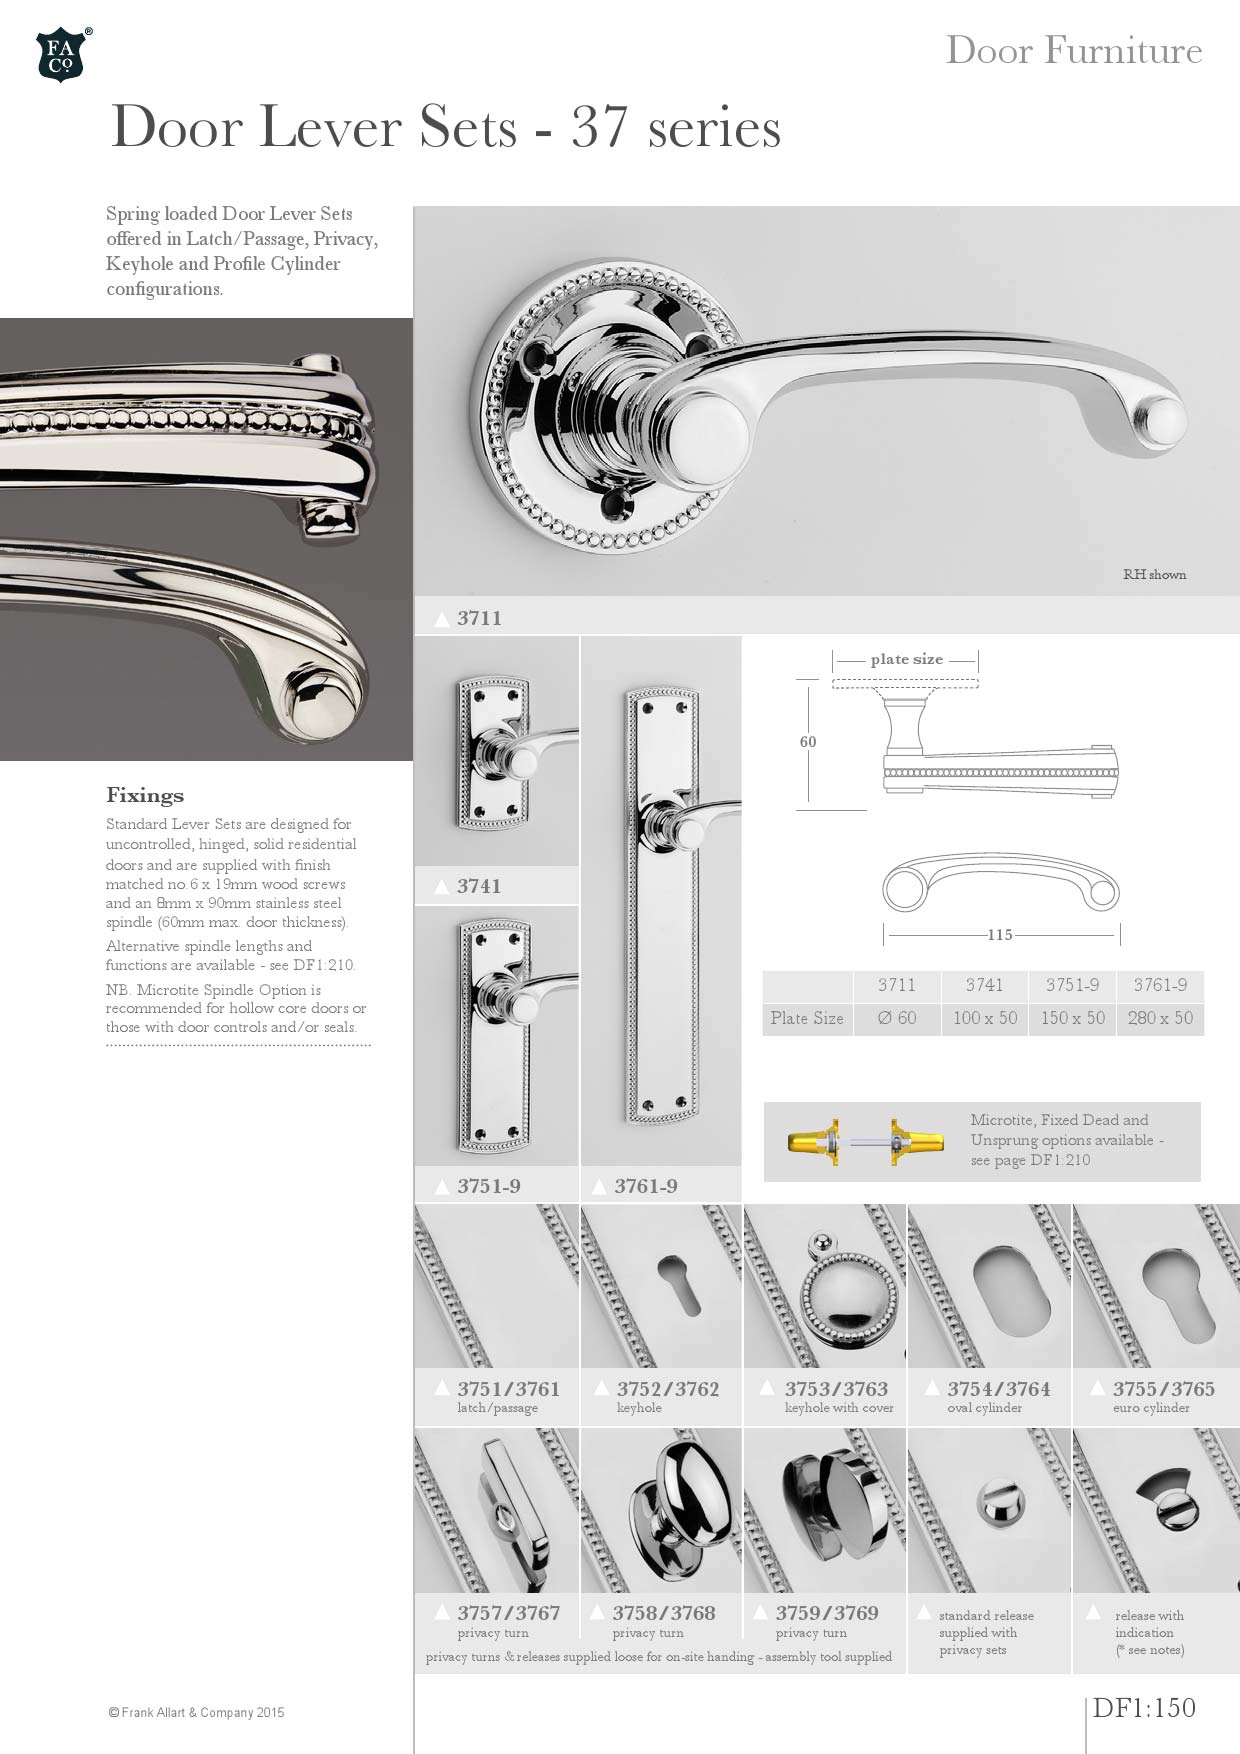 FA
Co.
®
Door Furniture
Door Lever Sets - 37 series
Spring loaded Door Lever Sets
offered in Latch/Passage, Privacy,
Keyhole and Profile Cylinder
configurations.
RH shown
3711
Fixings
Standard Lever Sets are designed for
uncontrolled, hinged, solid residential
doors and are supplied with finish
matched no.6 x 19mm wood screws
and an 8mm x 90mm stainless steel
spindle (60mm max. door thickness).
Alternative spindle lengths and
functions are available - see DF1:210.
NB. Microtite Spindle Option is
recommended for hollow core doors or
those with door controls and/or seals.
3741
3751-9
3761-9
plate size
60
115
3711 3741 3751-9 3761-9
Plate Size Ø 60 100 x 50 150 x 50 280 x 50
Microtite, Fixed Dead and
Unsprung options available -
see page DF1:210
3751/3761
latch/passage
3752/3762
keyhole
3753/3763
keyhole with cover
3754/3764
oval cylinder
3755/3765
euro cylinder
3757/3767
privacy turn
3758/3768
privacy turn
3759/3769
privacy turn
privacy turns & releases supplied loose for on-site handing - assembly tool supplied
standard release
supplied with
privacy sets
release with
indication
(* see notes)
© Frank Allart & Company 2015
DF1:150